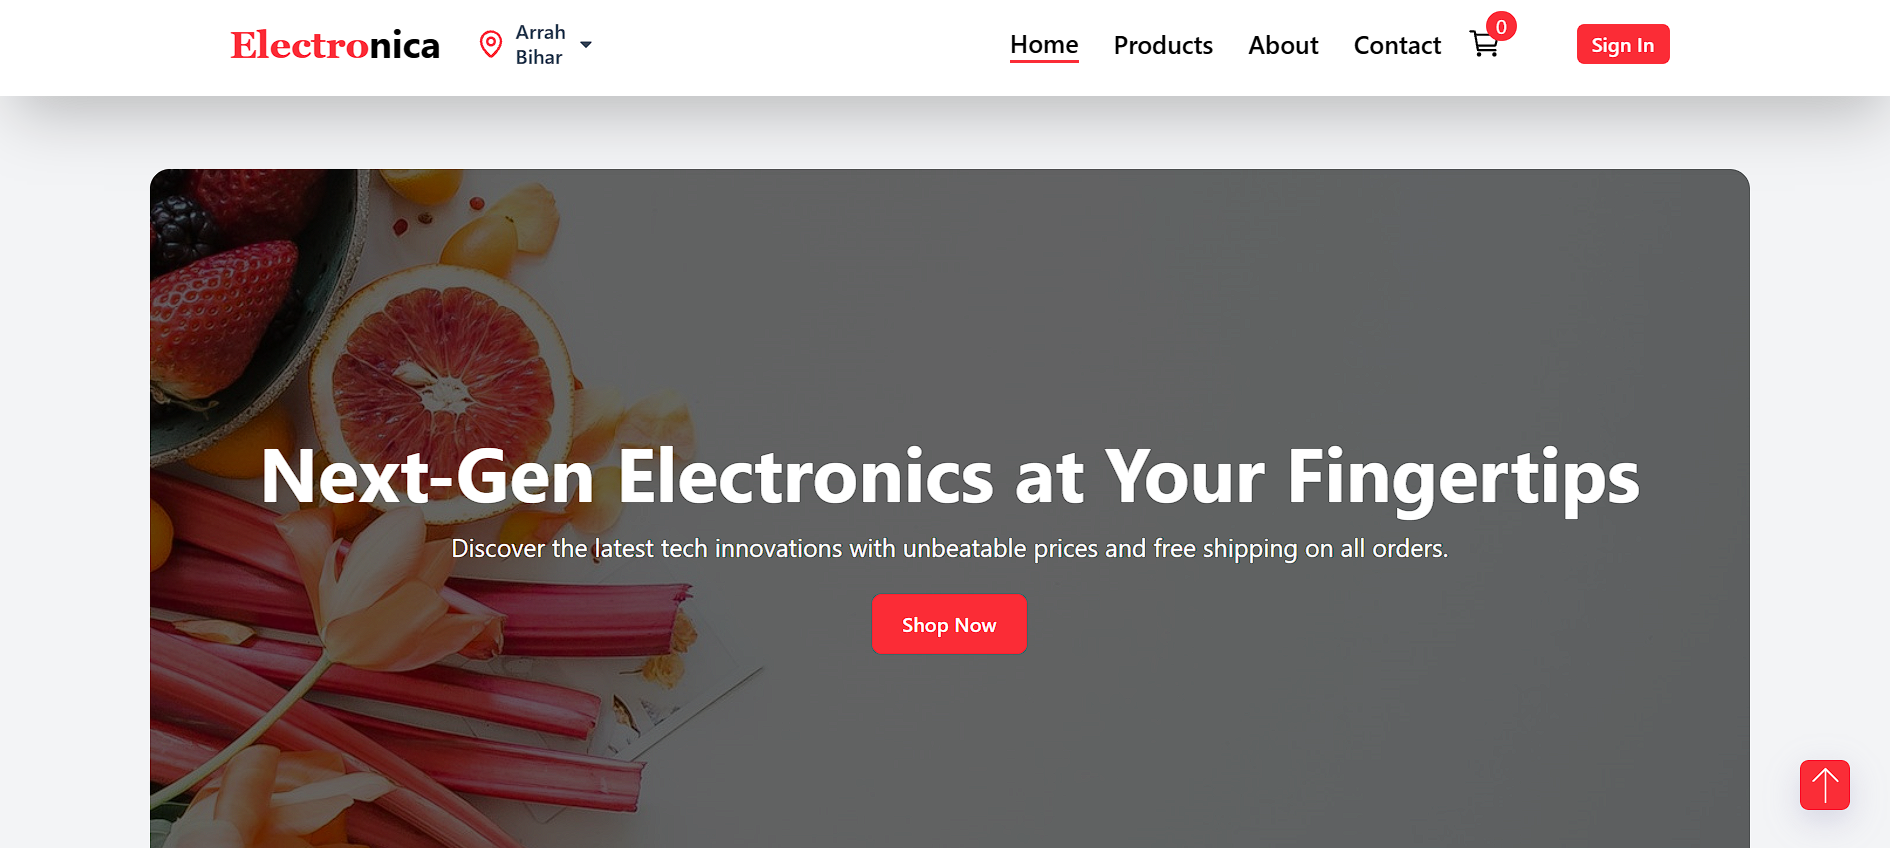 Electronica
Arrah
Bihar
Home
Products
About
Contact
0
Sign In
Next-Gen Electronics at Your Fingertips
Discover the latest tech innovations with unbeatable prices and free shipping on all orders.
Shop Now